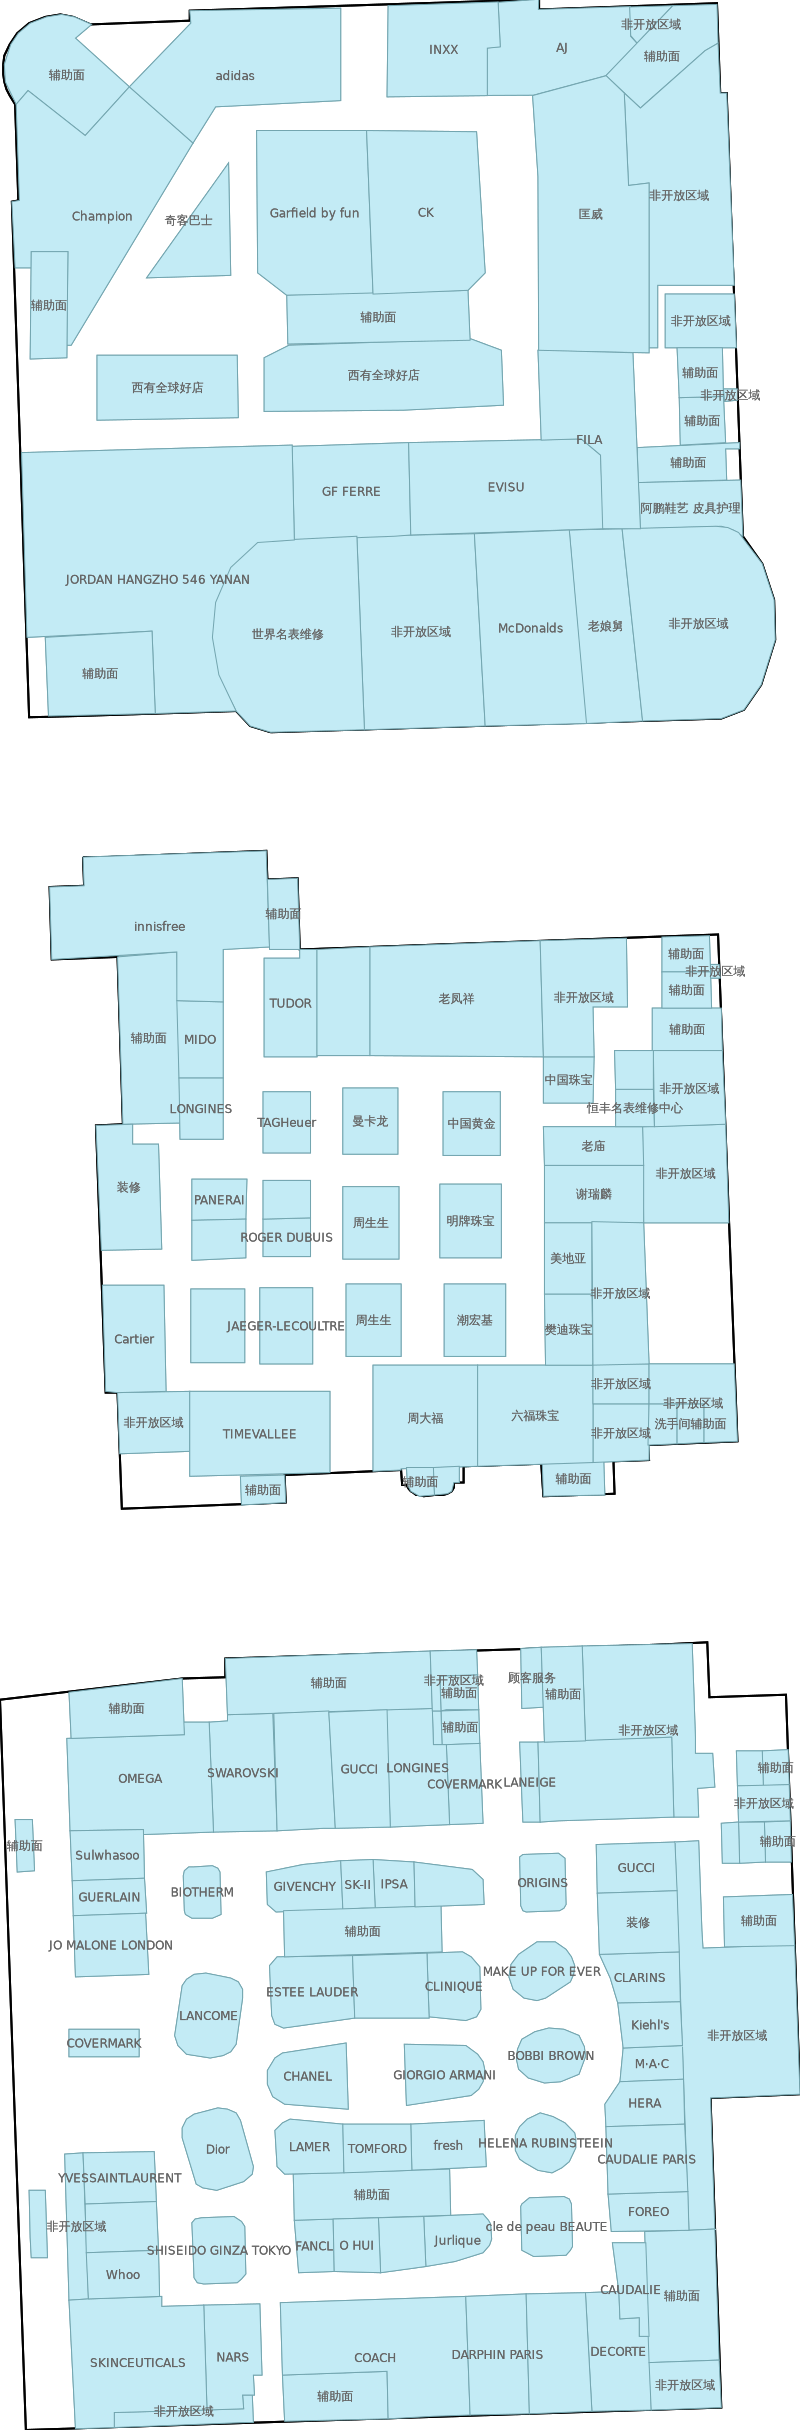 非开放区域
INXX
AJ
辅助面
辅助面
adidas
非开放区域
Champion
奇客巴士
Garfield by fun
CK
匡威
辅助面
辅助面
非开放区域
西有全球好店
西有全球好店
辅助面
非开放区域
辅助面
FILA
GF FERRE
EVISU
辅助面
阿鹏鞋艺 皮具护理
JORDAN HANGZHO 546 YANAN
世界名表维修
非开放区域
McDonalds
老娘舅
非开放区域
辅助面
innisfree
辅助面
辅助面
非开放区域
TUDOR
老凤祥
非开放区域
辅助面
辅助面
MIDO
辅助面
中国珠宝
非开放区域
LONGINES
恒丰名表维修中心
TAGHeuer
曼卡龙
中国黄金
老庙
非开放区域
装修
PANERAI
谢瑞麟
周生生
明牌珠宝
ROGER DUBUIS
美地亚
非开放区域
Cartier
JAEGER-LECOULTRE
周生生
潮宏基
樊迪珠宝
非开放区域
非开放区域
非开放区域
TIMEVALLEE
周大福
六福珠宝
洗手间
辅助面
非开放区域
辅助面
辅助面
辅助面
辅助面
非开放区域
顾客服务
辅助面
辅助面
辅助面
辅助面
非开放区域
OMEGA
SWAROVSKI
GUCCI
LONGINES
COVERMARK
LANEIGE
辅助面
非开放区域
辅助面
辅助面
Sulwhasoo
GUERLAIN
BIOTHERM
GIVENCHY
SK-II
IPSA
ORIGINS
GUCCI
辅助面
装修
辅助面
JO MALONE LONDON
MAKE UP FOR EVER
CLARINS
ESTEE LAUDER
CLINIQUE
LANCOME
Kiehl's
非开放区域
COVERMARK
BOBBI BROWN
M·A·C
CHANEL
GIORGIO ARMANI
HERA
Dior
LAMER
TOMFORD
fresh
HELENA RUBINSTEEIN
CAUDALIE PARIS
YVESSAINTLAURENT
辅助面
FOREO
非开放区域
cle de peau BEAUTE
SHISEIDO GINZA TOKYO
FANCL
O HUI
Jurlique
Whoo
CAUDALIE
辅助面
SKINCEUTICALS
NARS
COACH
DARPHIN PARIS
DECORTE
非开放区域
辅助面
非开放区域